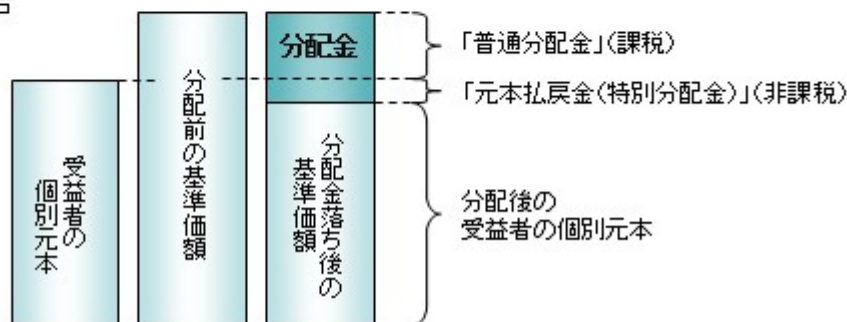 受益者の
個別元本
分配前の基準価額
分配金
分配金落ち後の
基準価額
「普通分配金」(課税)
「元本払戻金(特別分配金)」(非課税)
分配後の
受益者の個別元本